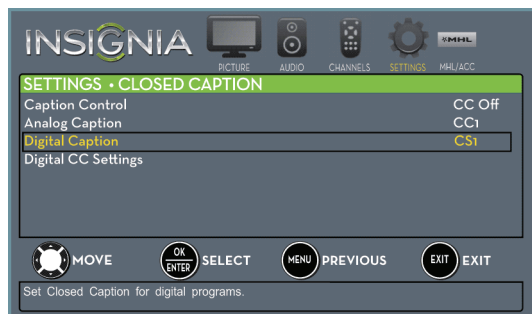 INSIGNIA
PICTURE AUDIO CHANNELS SETTINGS MHL/ACC
MHL
SETTINGS • CLOSED CAPTION
Caption Control CC Off
Analog Caption CC1
Digital Caption CS1
Digital CC Settings
MOVE OK ENTER SELECT MENU PREVIOUS EXIT EXIT
Set Closed Caption for digital programs.